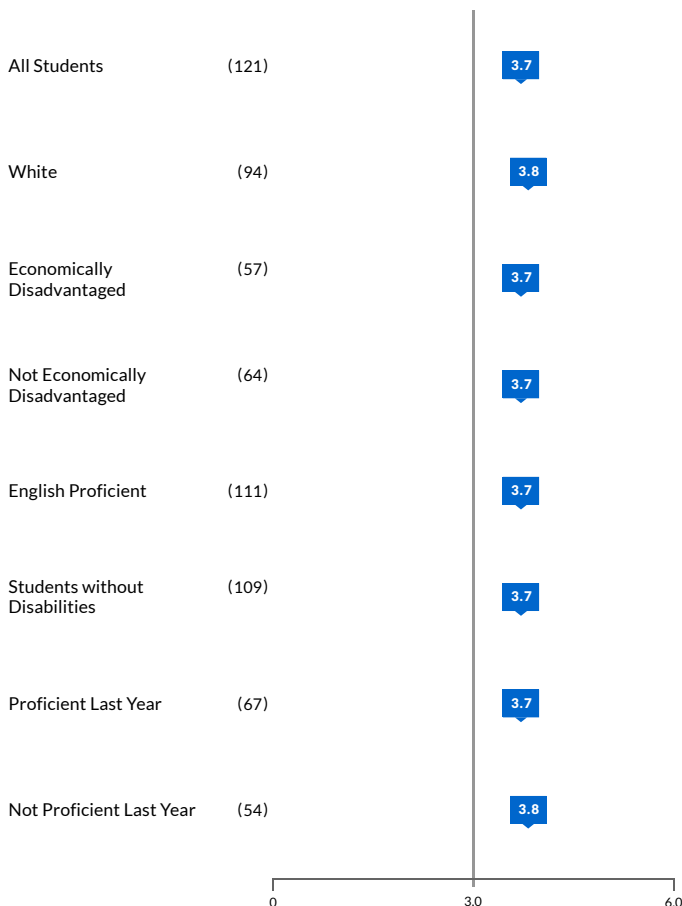 All Students (121) 3.7
White (94) 3.8
Economically (57) 3.7
Disadvantaged
Not Economically (64) 3.7
Disadvantaged
English Proficient (111) 3.7
Students without (109) 3.7
Disabilities
Proficient Last Year (67) 3.7
Not Proficient Last Year (54) 3.8
0 3.0 6.0